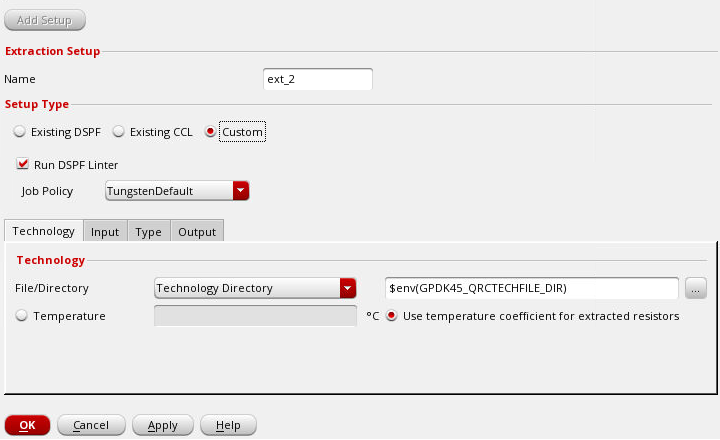 Add Setup
Extraction Setup
Name ext_2
Setup Type
Existing DSPF Existing CCL Custom
Run DSPF Linter
Job Policy TungstenDefault
Technology Input Type Output
Technology
File/Directory Technology Directory $env(GPDK45_QRCTECHFILE_DIR) ...
Temperature °C Use temperature coefficient for extracted resistors
OK Cancel Apply Help